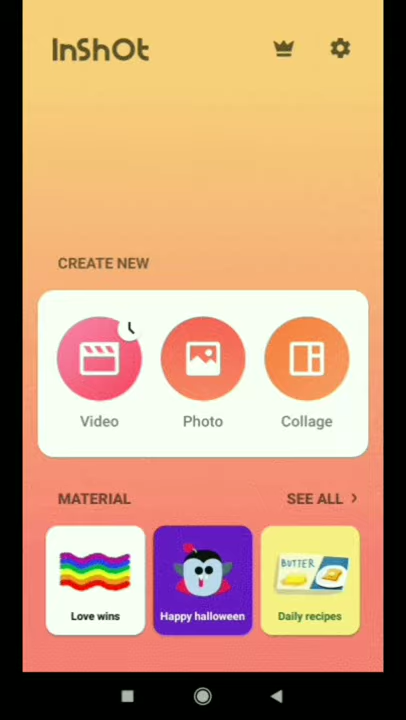 InShOt
CREATE NEW
Video
Photo
Collage
MATERIAL
SEE ALL >
BUTTER
Love wins
Happy halloween
Daily recipes